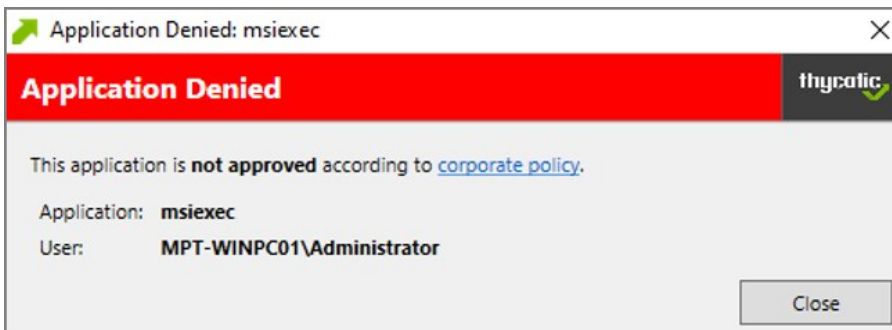 Application Denied: msiexec
Application Denied
thycotic
This application is not approved according to corporate policy.
Application: msiexec
User: MPT-WINPC01\Administrator
Close